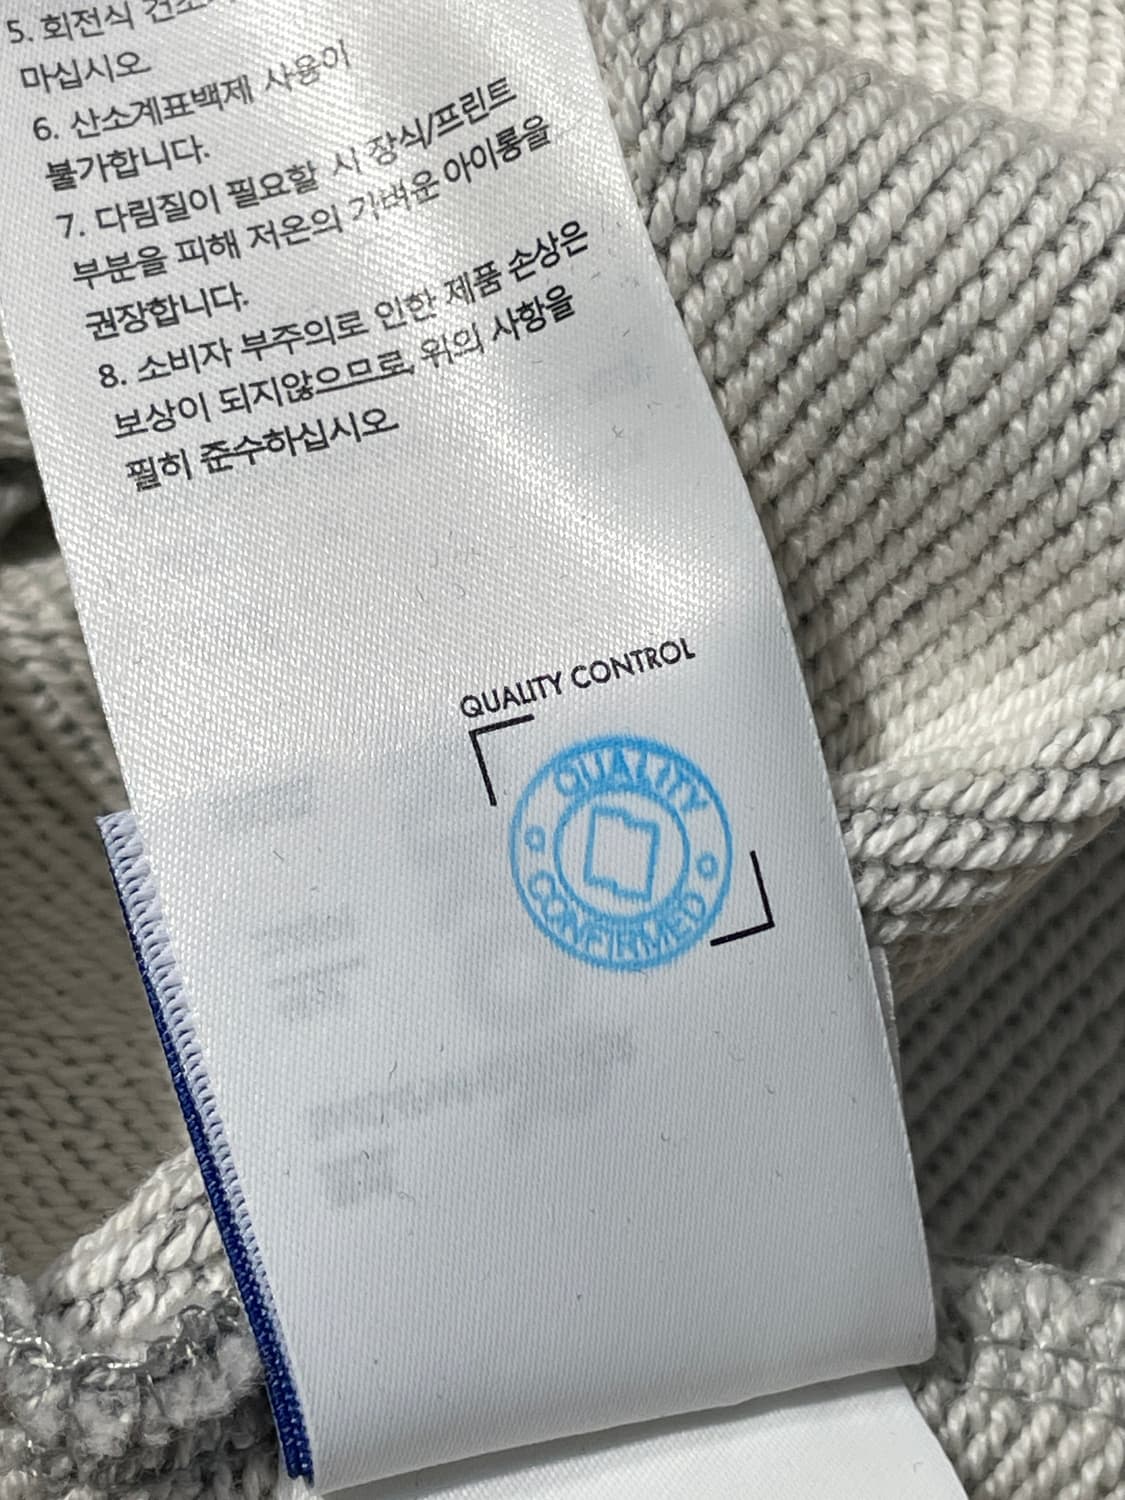 5. 회전식
마십시오.
6. 산소계표백제 사용이
불가합니다.
7. 다림질이 필요할 시 장식/프린트
부분을 피해 저온의 가벼운 아이롱을
권장합니다.
8. 소비자 부주의로 인한 제품 손상은
보상이 되지않으므로, 위의 사항을
필히 준수하십시오.
QUALITY CONTROL
QUALITY
CONFIRMED